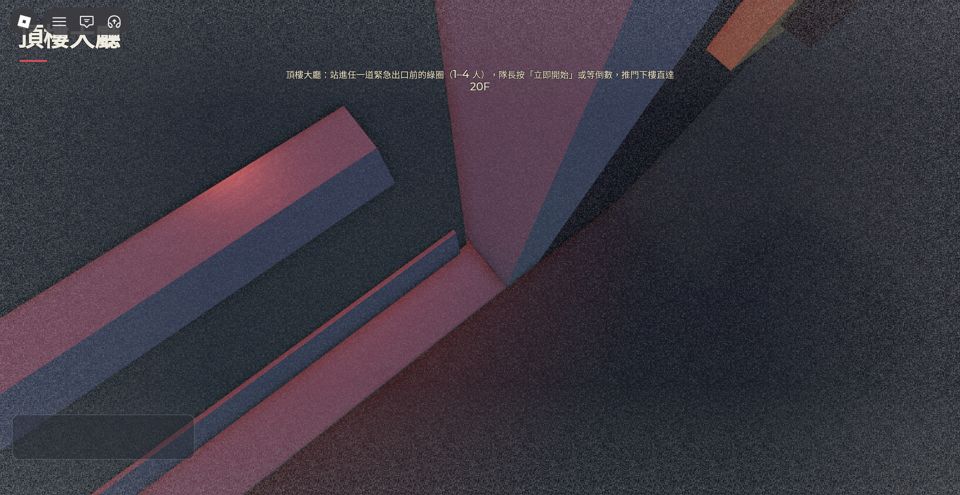 頂樓大廳
頂樓大廳：站進任一道緊急出口前的綠圈（1–4 人），隊長按「立即開始」或等倒數，推門下樓直達
20F